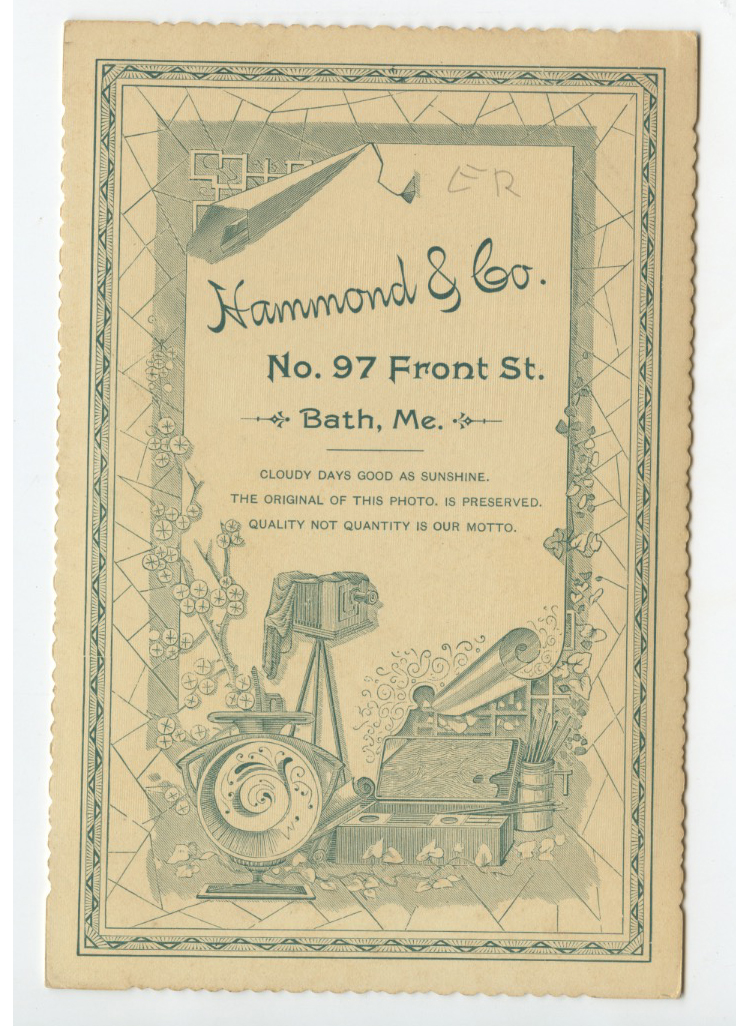 ER
Hammond & Co.
No. 97 Front St.
Bath, Me.
CLOUDY DAYS GOOD AS SUNSHINE.
THE ORIGINAL OF THIS PHOTO. IS PRESERVED.
QUALITY NOT QUANTITY IS OUR MOTTO.